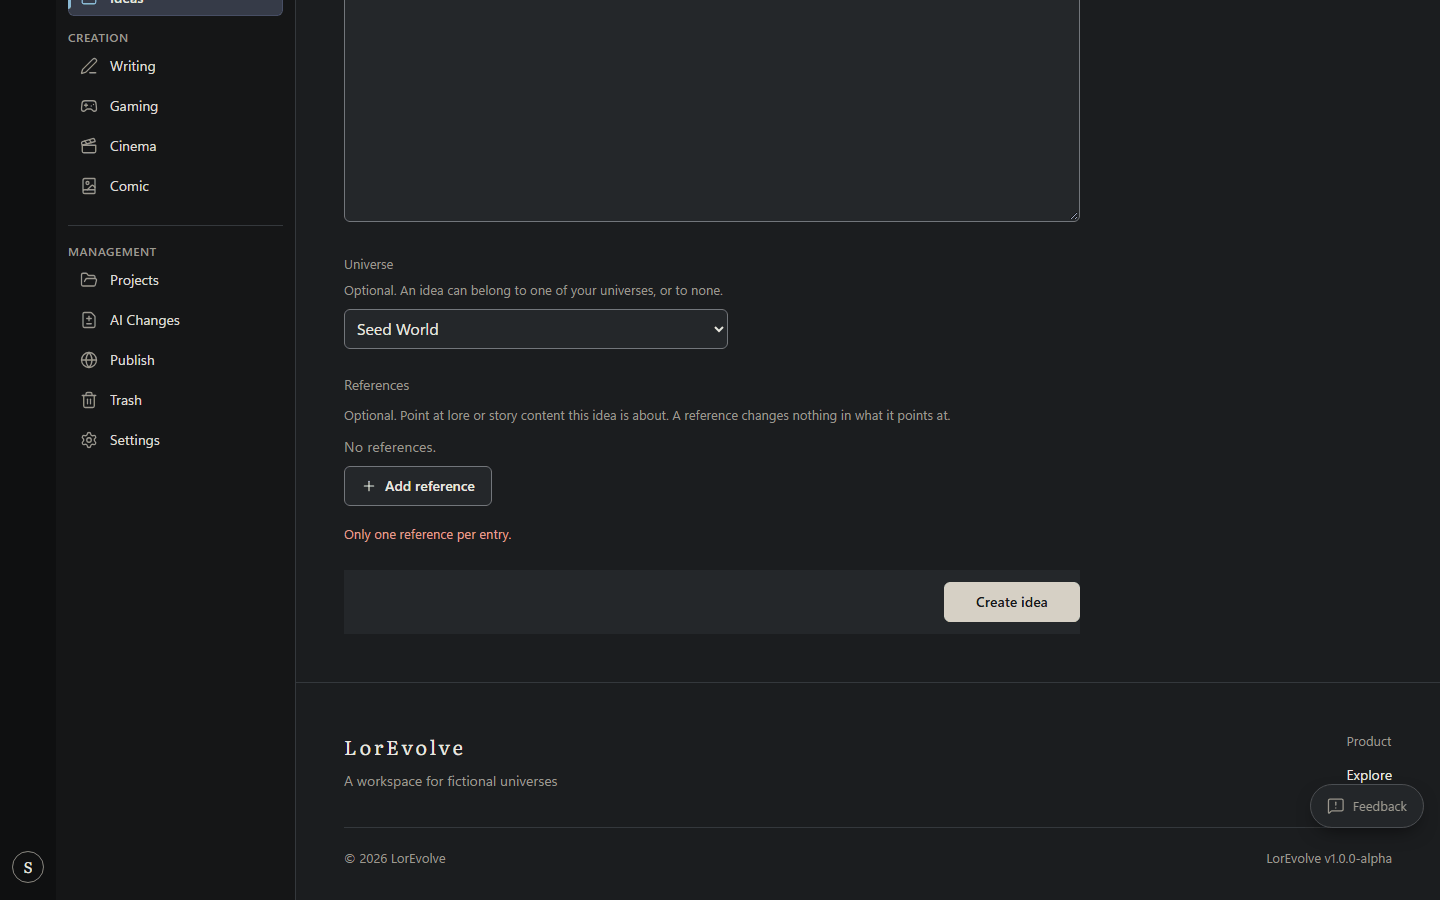 Ideas
CREATION
Writing
Gaming
Cinema
Comic
MANAGEMENT
Projects
AI Changes
Publish
Trash
Settings
S
Universe
Optional. An idea can belong to one of your universes, or to none.
Seed World
References
Optional. Point at lore or story content this idea is about. A reference changes nothing in what it points at.
No references.
Add reference
Only one reference per entry.
Create idea
LorEvolve
A workspace for fictional universes
Product
Explore
Feedback
© 2026 LorEvolve
LorEvolve v1.0.0-alpha